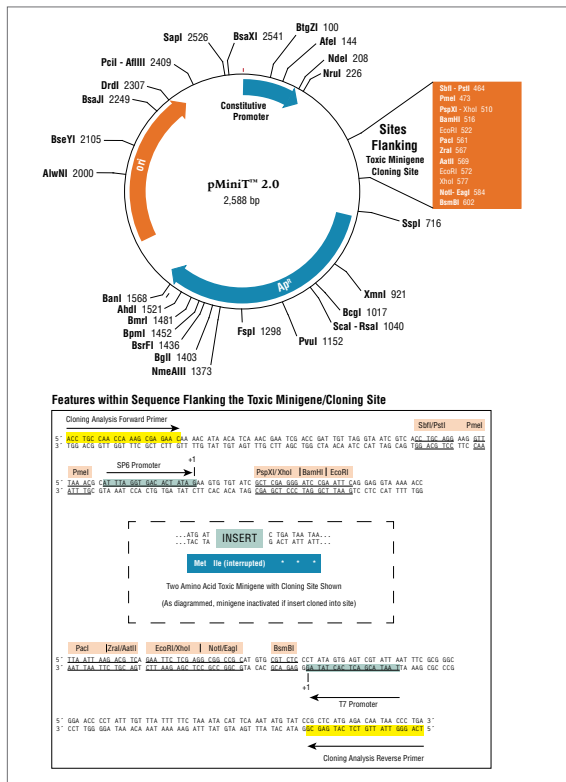 SapI 2526
BsaXI 2541
BtgZI 100
AfeI 144
NdeI 208
NruI 226
PciI - AflIII 2409
DrdI 2307
BsaJI 2249
BseYI 2105
AlwNI 2000
Constitutive
Promoter
ori
pMiniT™ 2.0
2,588 bp
Ap^R
Sites
Flanking
Toxic Minigene
Cloning Site
SbfI - PstI 464
PmeI 473
PspXI - XhoI 510
BamHI 516
EcoRI 522
PacI 561
ZraI 567
AatII 569
EcoRI 572
XhoI 577
NotI- EagI 584
BsmBI 602
SspI 716
XmnI 921
BcgI 1017
ScaI - RsaI 1040
PvuI 1152
FspI 1298
BanI 1568
AhdI 1521
BmrI 1481
BpmI 1452
BsrFI 1436
BglI 1403
NmeAIII 1373
Features within Sequence Flanking the Toxic Minigene/Cloning Site
Cloning Analysis Forward Primer
SbfI/PstI PmeI
5´ ACC TGC CAA CCA AAG CGA GAA CAA AAC ATA ACA TCA AAC GAA TCG ACC GAT TGT TAG GTA ATC GTC ACC TGC AGG AAG GTT
3´ TGG ACG GTT GGT TTC GCT CTT GTT TTG TAT TGT AGT TTG CTT AGC TGG CTA ACA ATC CAT TAG CAG TGG ACG TCC TTC CAA
PmeI SP6 Promoter +1 PspXI/XhoI BamHI EcoRI
5´ TAA ACG CAT TTA GGT GAC ACT ATA GAA GTG TGT ATC GCT CGA GGG ATC CGA ATT CAG GAG GTA AAA ACC
3´ ATT TGC GTA AAT CCA CTG TGA TAT CTT CAC ACA TAG CGA GCT CCC TAG GCT TAA GTC CTC CAT TTT TGG
...ATG AT INSERT C TGA TAA TAA...
...TAC TA G ACT ATT ATT...
Met Ile (interrupted) * * *
Two Amino Acid Toxic Minigene with Cloning Site Shown
(As diagrammed, minigene inactivated if insert cloned into site)
PacI ZraI/AatII EcoRI/XhoI NotI/EagI BsmBI
5´ TTA ATT AAG ACG TCA GAA TTC TCG AGG CGG CCG CAT GTG CGT CTC CCT ATA GTG AGT CGT ATT AAT TTC GCG GGC
3´ AAT TAA TTC TGC AGT CTT AAG AGC TCC GCC GGC GTA CAC GCA GAG GGA TAT CAC TCA GCA TAA TTA AAG CGC CCG
+1
T7 Promoter
5´ GGA ACC CCT ATT TGT TTA TTT TTC TAA ATA CAT TCA AAT ATG TAT CCG CTC ATG AGA CAA TAA CCC TGA 3´
3´ CCT TGG GGA TAA ACA AAT AAA AAG ATT TAT GTA AGT TTA TAC ATA GGC GAG TAC TCT GTT ATT GGG ACT 5´
Cloning Analysis Reverse Primer